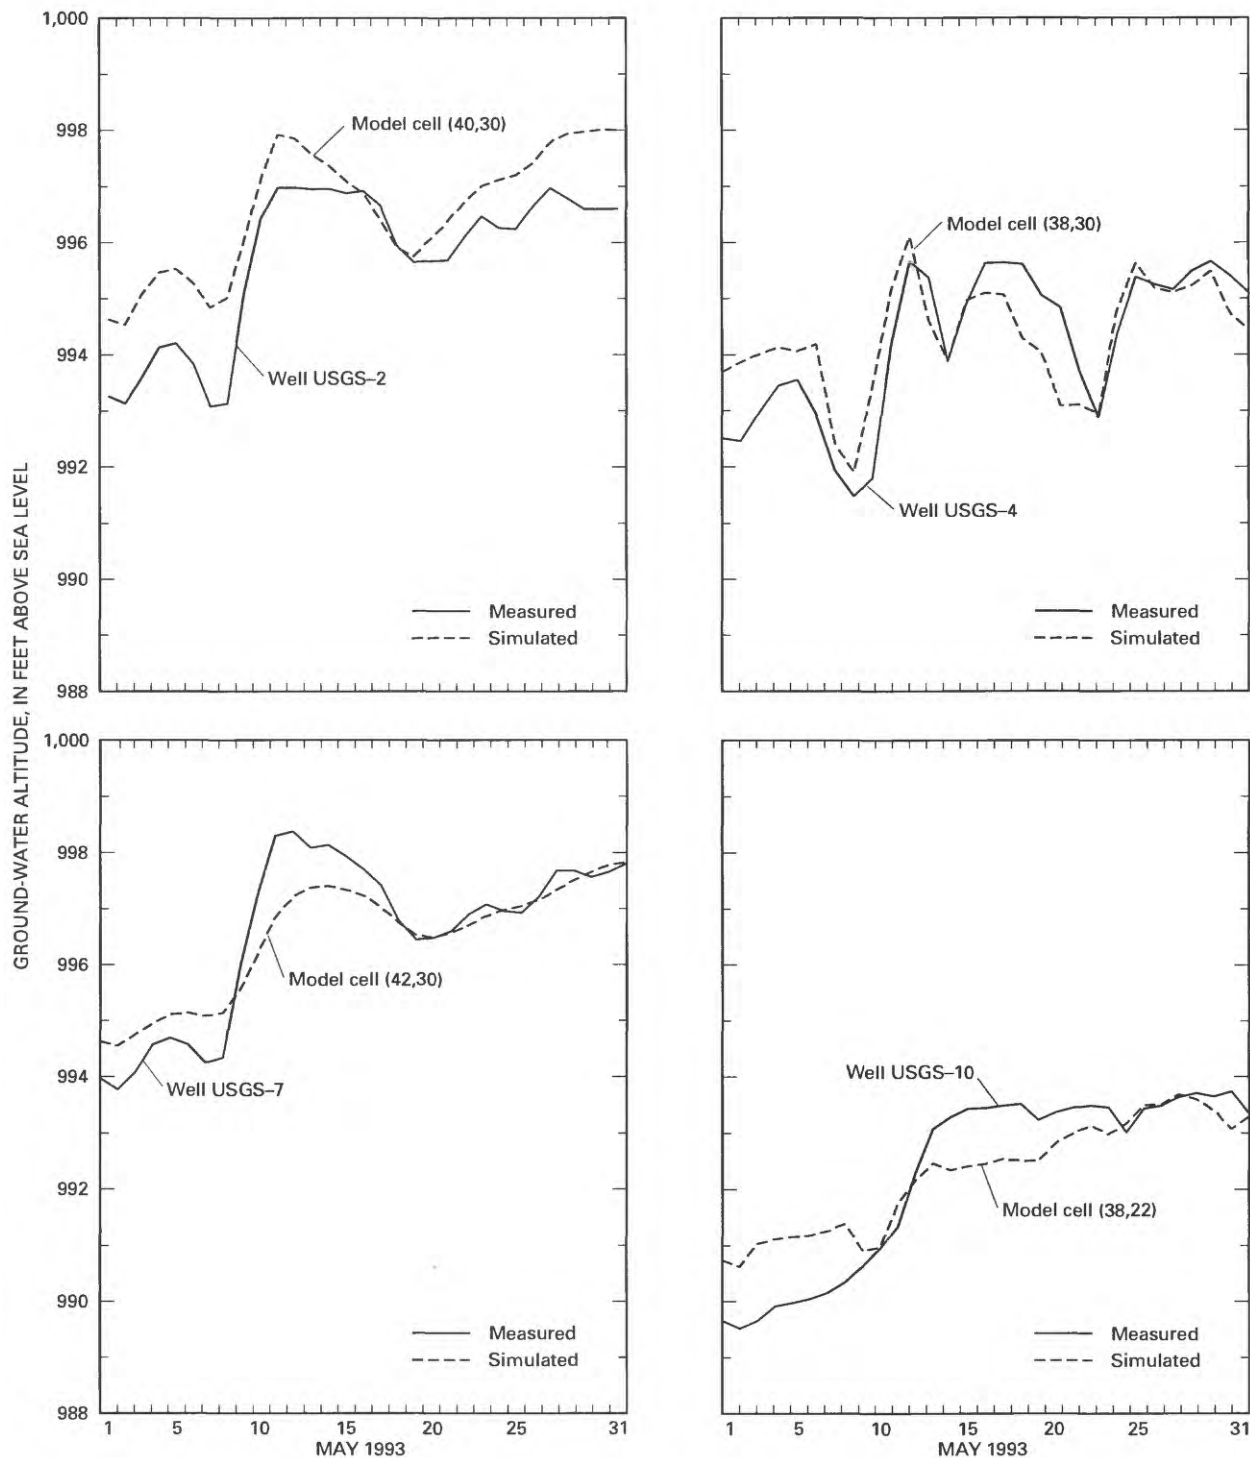 GROUND-WATER ALTITUDE, IN FEET ABOVE SEA LEVEL
1,000
998
996
994
992
990
988
Model cell (40,30)
Well USGS–2
Measured
Simulated
Model cell (38,30)
Well USGS–4
Measured
Simulated
1,000
998
996
994
992
990
988
Model cell (42,30)
Well USGS–7
Measured
Simulated
1 5 10 15 20 25 31
MAY 1993
Well USGS–10
Model cell (38,22)
Measured
Simulated
1 5 10 15 20 25 31
MAY 1993